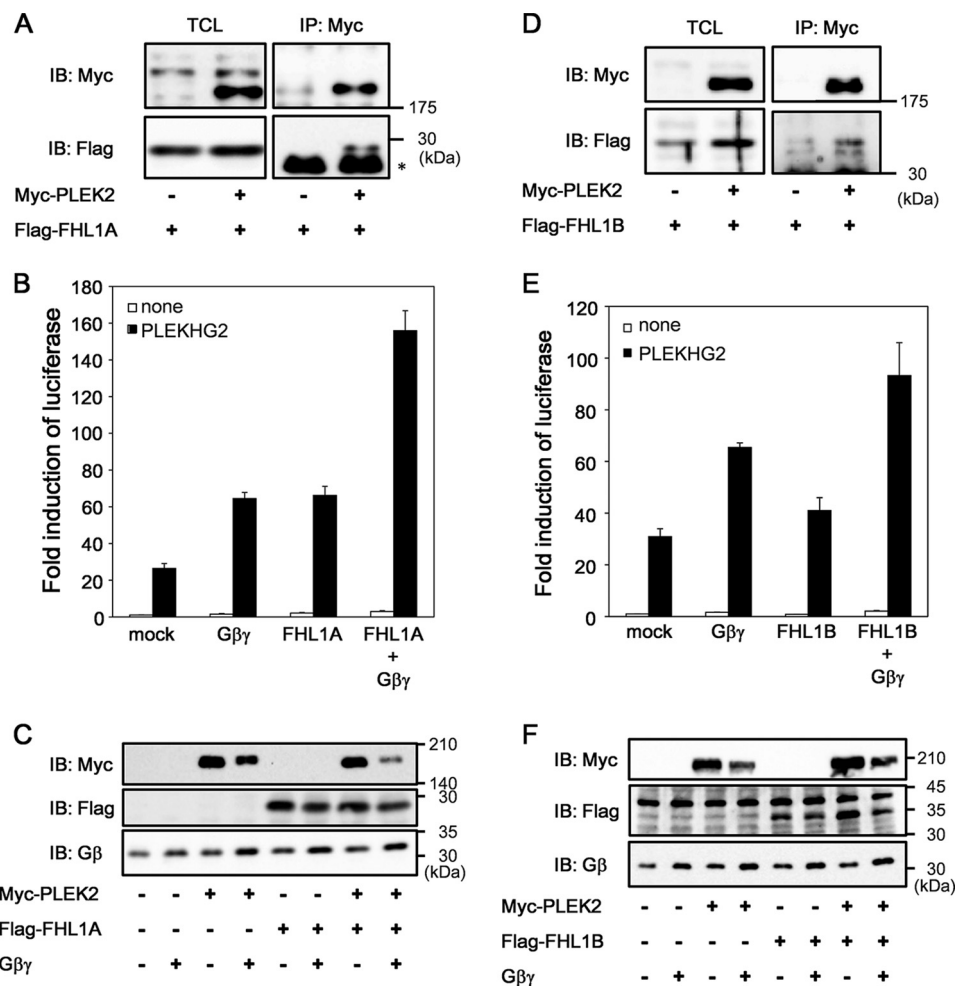 A
TCL
IP: Myc
IB: Myc
175
IB: Flag
30
(kDa)
*
Myc-PLEK2 - + - +
Flag-FHL1A + + + +
B
Fold induction of luciferase
180
160
140
120
100
80
60
40
20
0
none
PLEKHG2
mock
Gβγ
FHL1A
FHL1A
+
Gβγ
C
IB: Myc
210
140
IB: Flag
30
IB: Gβ
35
30
(kDa)
Myc-PLEK2 - - + + - - + +
Flag-FHL1A - - - - + + + +
Gβγ - + - + - + - +
D
TCL
IP: Myc
IB: Myc
175
IB: Flag
30
(kDa)
Myc-PLEK2 - + - +
Flag-FHL1B + + + +
E
Fold induction of luciferase
120
100
80
60
40
20
0
none
PLEKHG2
mock
Gβγ
FHL1B
FHL1B
+
Gβγ
F
IB: Myc
210
IB: Flag
45
35
30
IB: Gβ
30
(kDa)
Myc-PLEK2 - - + + - - + +
Flag-FHL1B - - - - + + + +
Gβγ - + - + - + - +